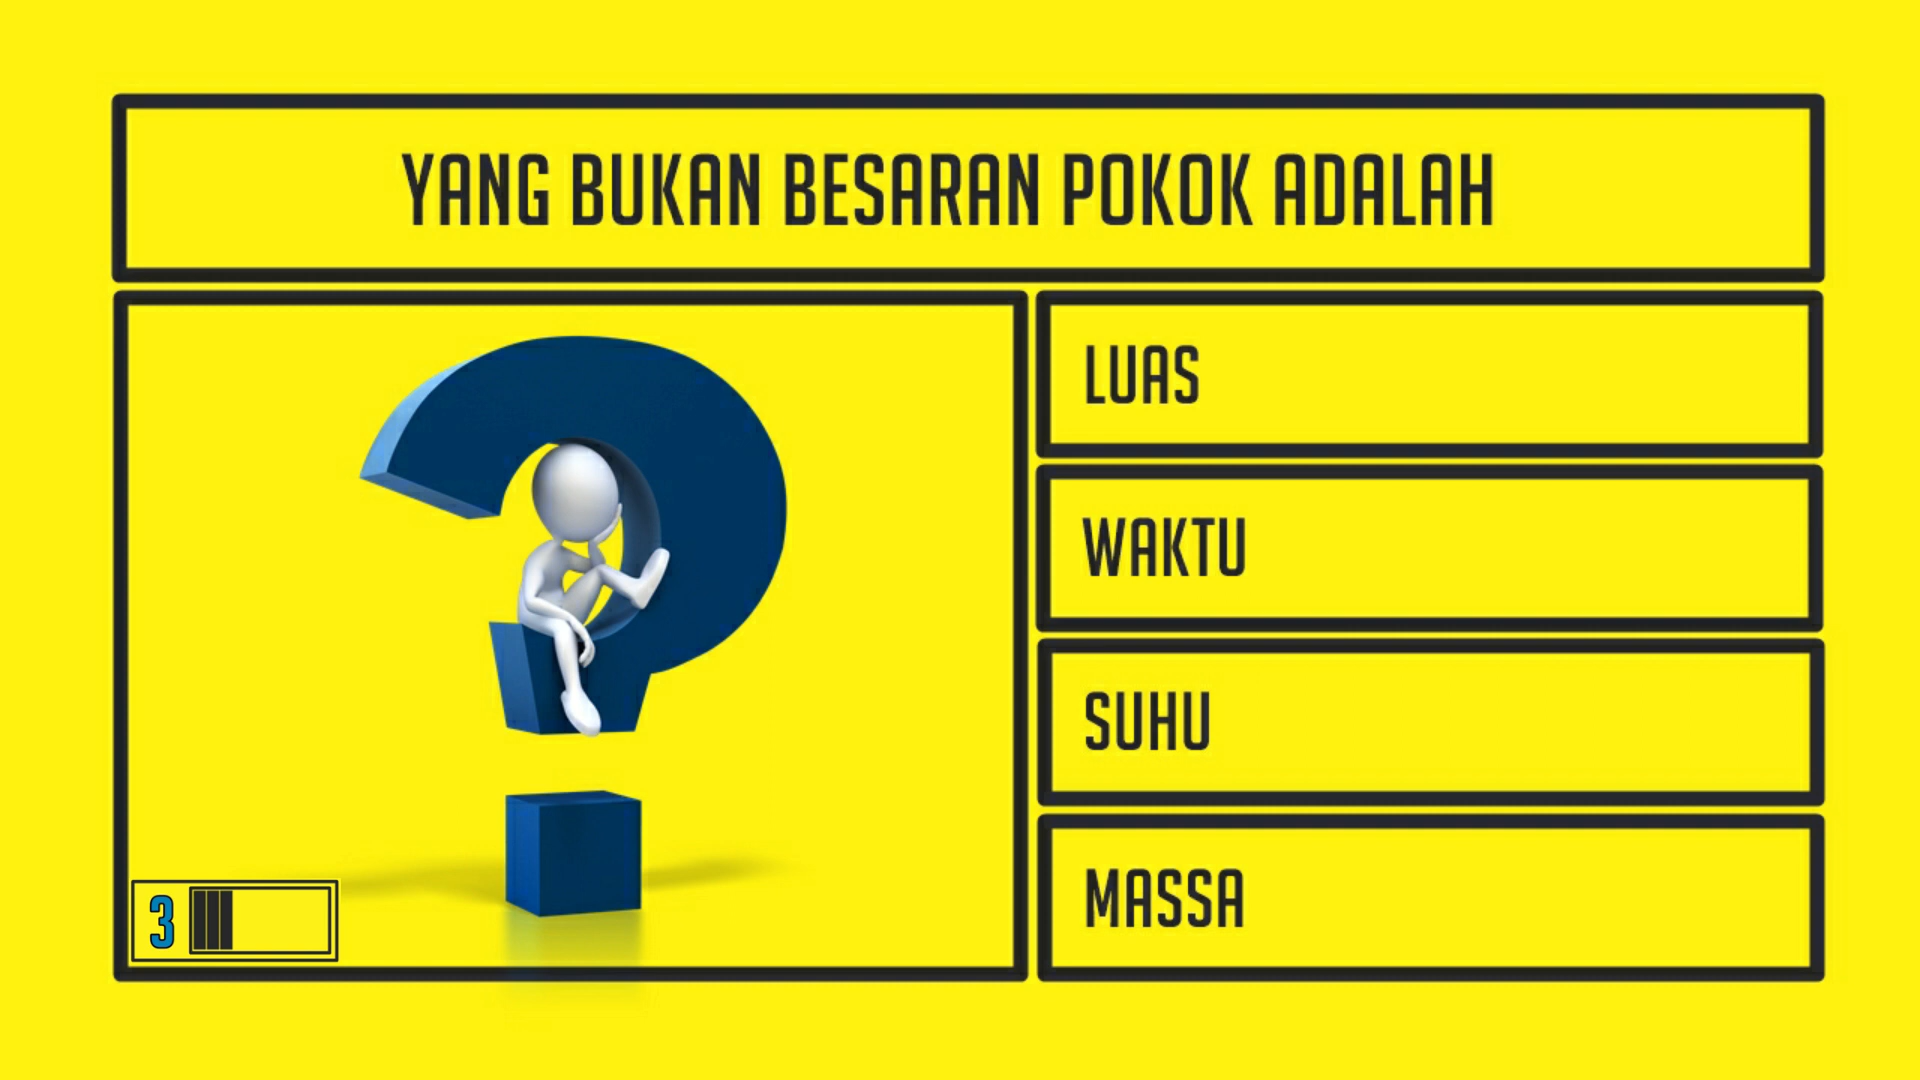 YANG BUKAN BESARAN POKOK ADALAH
LUAS
WAKTU
SUHU
MASSA
3